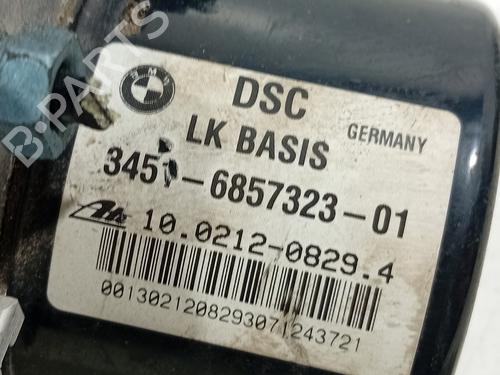 BMW
DSC
LK BASIS
GERMANY
3451-6857323-01
10.0212-0829.4
0013021208293071243721
B-PARTS